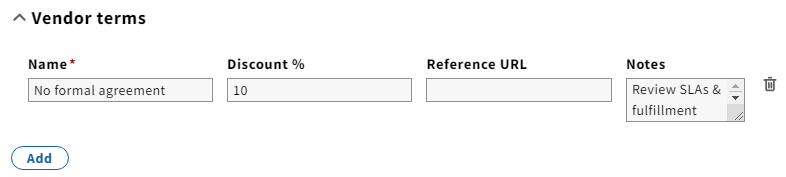 Vendor terms
Name* Discount % Reference URL Notes
No formal agreement 10 Review SLAs &
fulfillment
Add